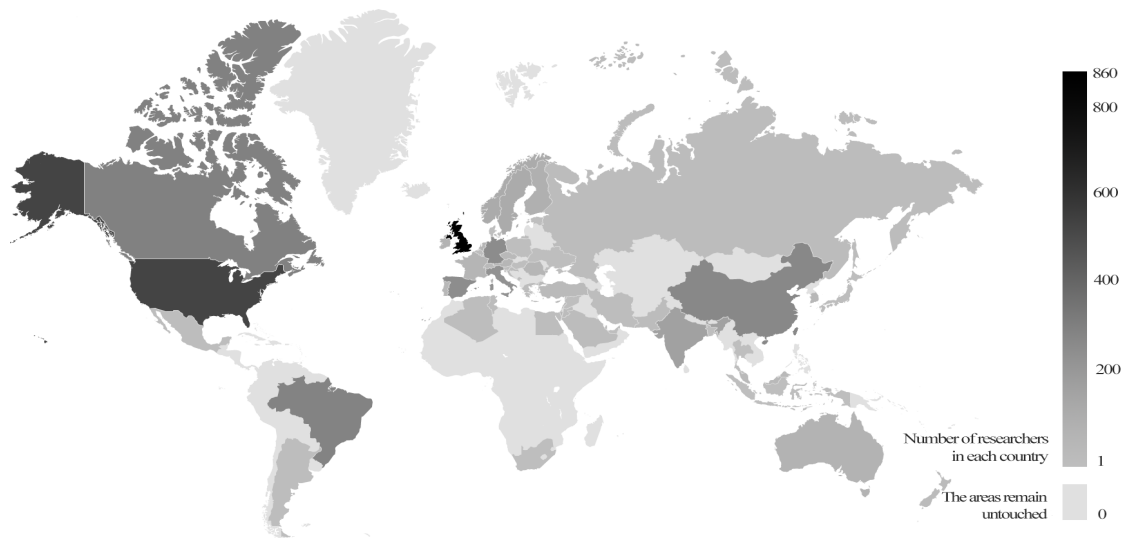 860
800
600
400
200
Number of researchers
in each country
1
The areas remain
untouched
0